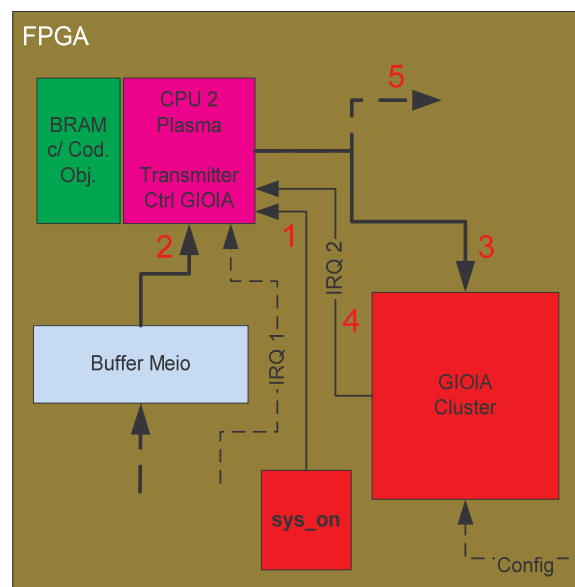 FPGA
5
BRAM
c/ Cod.
Obj.
CPU 2
Plasma
Transmitter
Ctrl GIOIA
1
2
IRQ 2
3
IRQ 1
4
Buffer Meio
GIOIA
Cluster
sys_on
Config